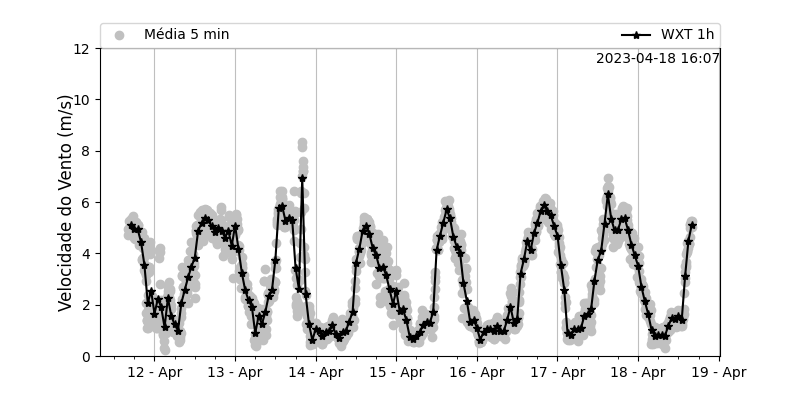 Média 5 min
WXT 1h
2023-04-18 16:07
Velocidade do Vento (m/s)
12
10
8
6
4
2
0
12 - Apr
13 - Apr
14 - Apr
15 - Apr
16 - Apr
17 - Apr
18 - Apr
19 - Apr